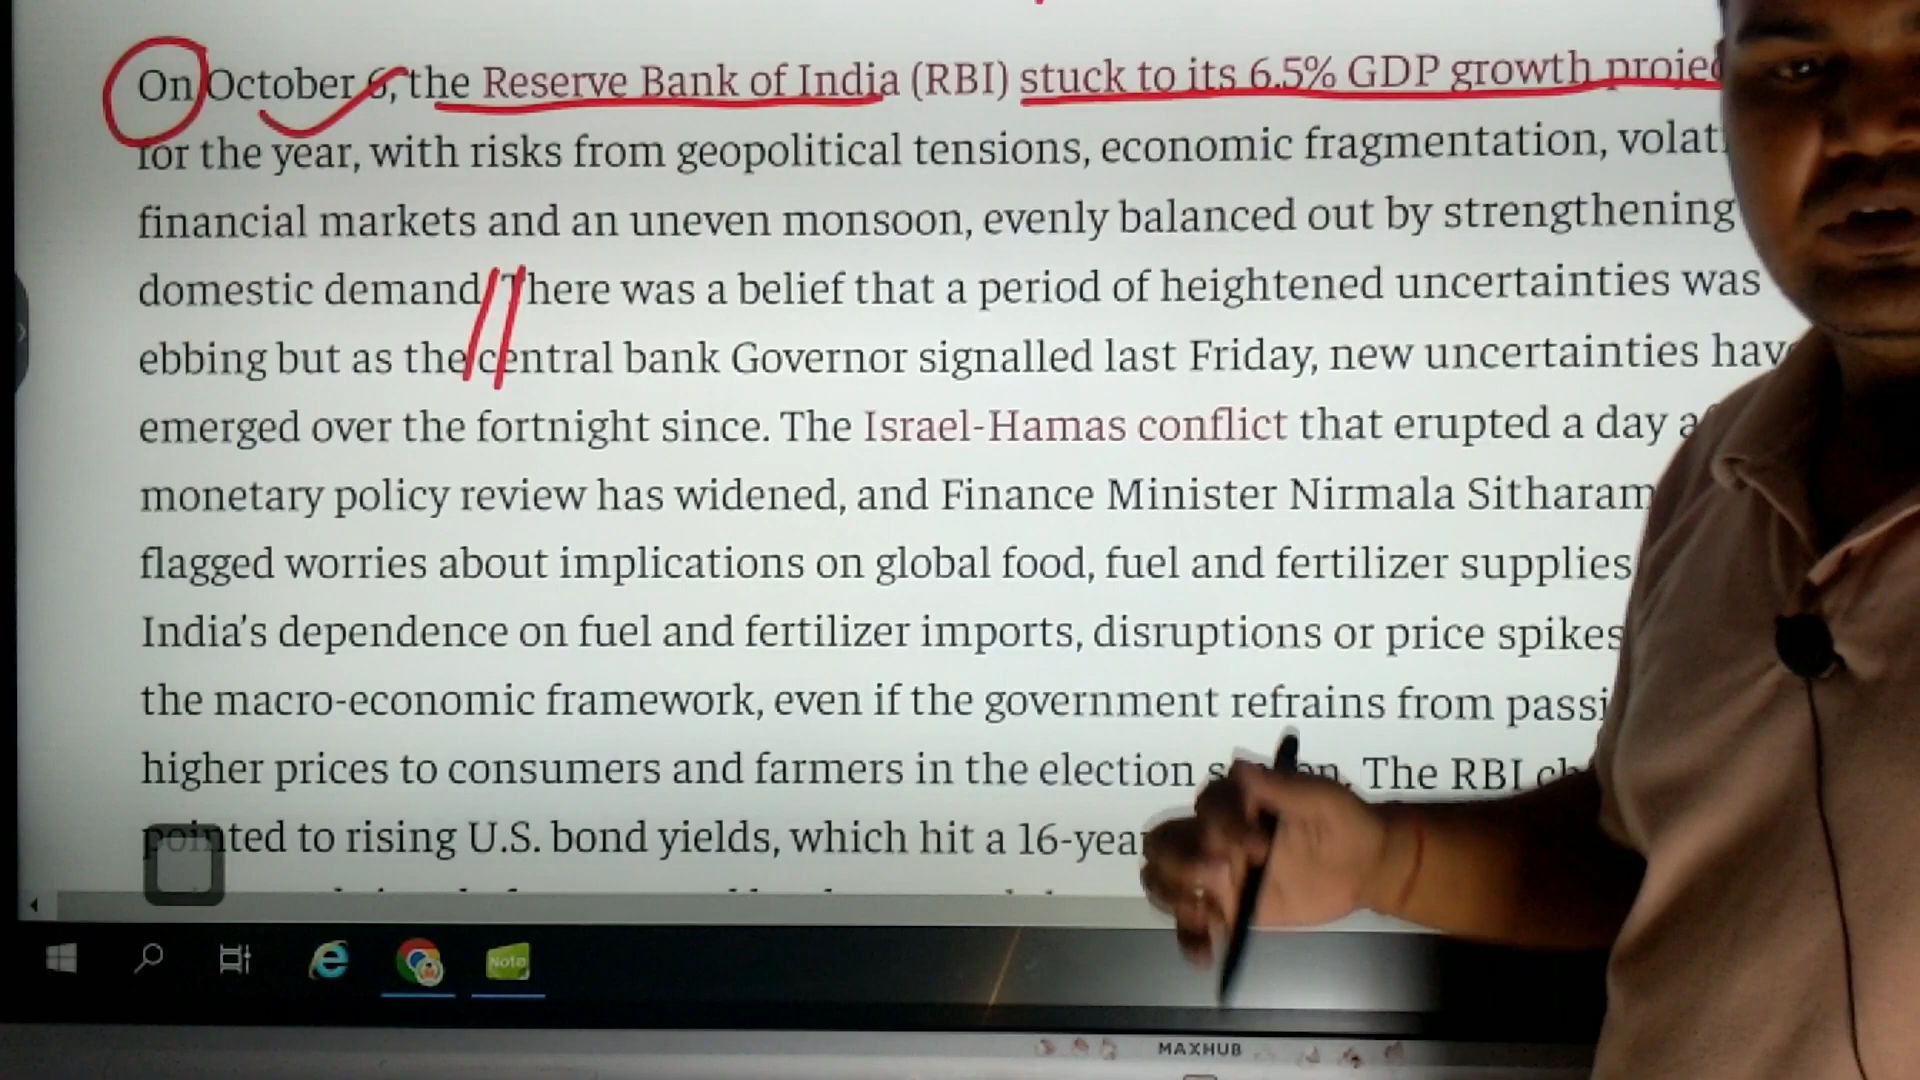 On October 6, the Reserve Bank of India (RBI) stuck to its 6.5% GDP growth
for the year, with risks from geopolitical tensions, economic fragmentation,
financial markets and an uneven monsoon, evenly balanced out by strengthening
domestic demand. There was a belief that a period of heightened uncertainties was
ebbing but as the central bank Governor signalled last Friday, new uncertainties have
emerged over the fortnight since. The Israel-Hamas conflict that erupted a day
monetary policy review has widened, and Finance Minister Nirmala
flagged worries about implications on global food, fuel and fertilizer supplies
India’s dependence on fuel and fertilizer imports, disruptions or price spikes
the macro-economic framework, even if the government refrains from
higher prices to consumers and farmers in the election The RBI
pointed to rising U.S. bond yields, which hit a
Note
MAXHUB